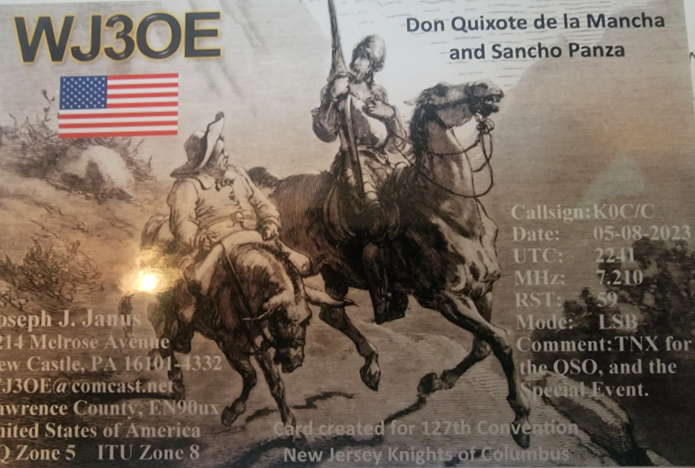 WJ3OE
Don Quixote de la Mancha
and Sancho Panza
Callsign: K0C/C
Date: 05-08-2023
UTC: 2241
MHz: 7.210
RST: 59
Mode: LSB
Comment: TNX for
the QSO, and the
Special Event.
oseph J. Janus
214 Melrose Avenue
ew Castle, PA 16101-4332
J3OE@comcast.net
awrence County, EN90ux
nited States of America
Q Zone 5 ITU Zone 8
Card created for 127th Convention
New Jersey Knights of Columbus